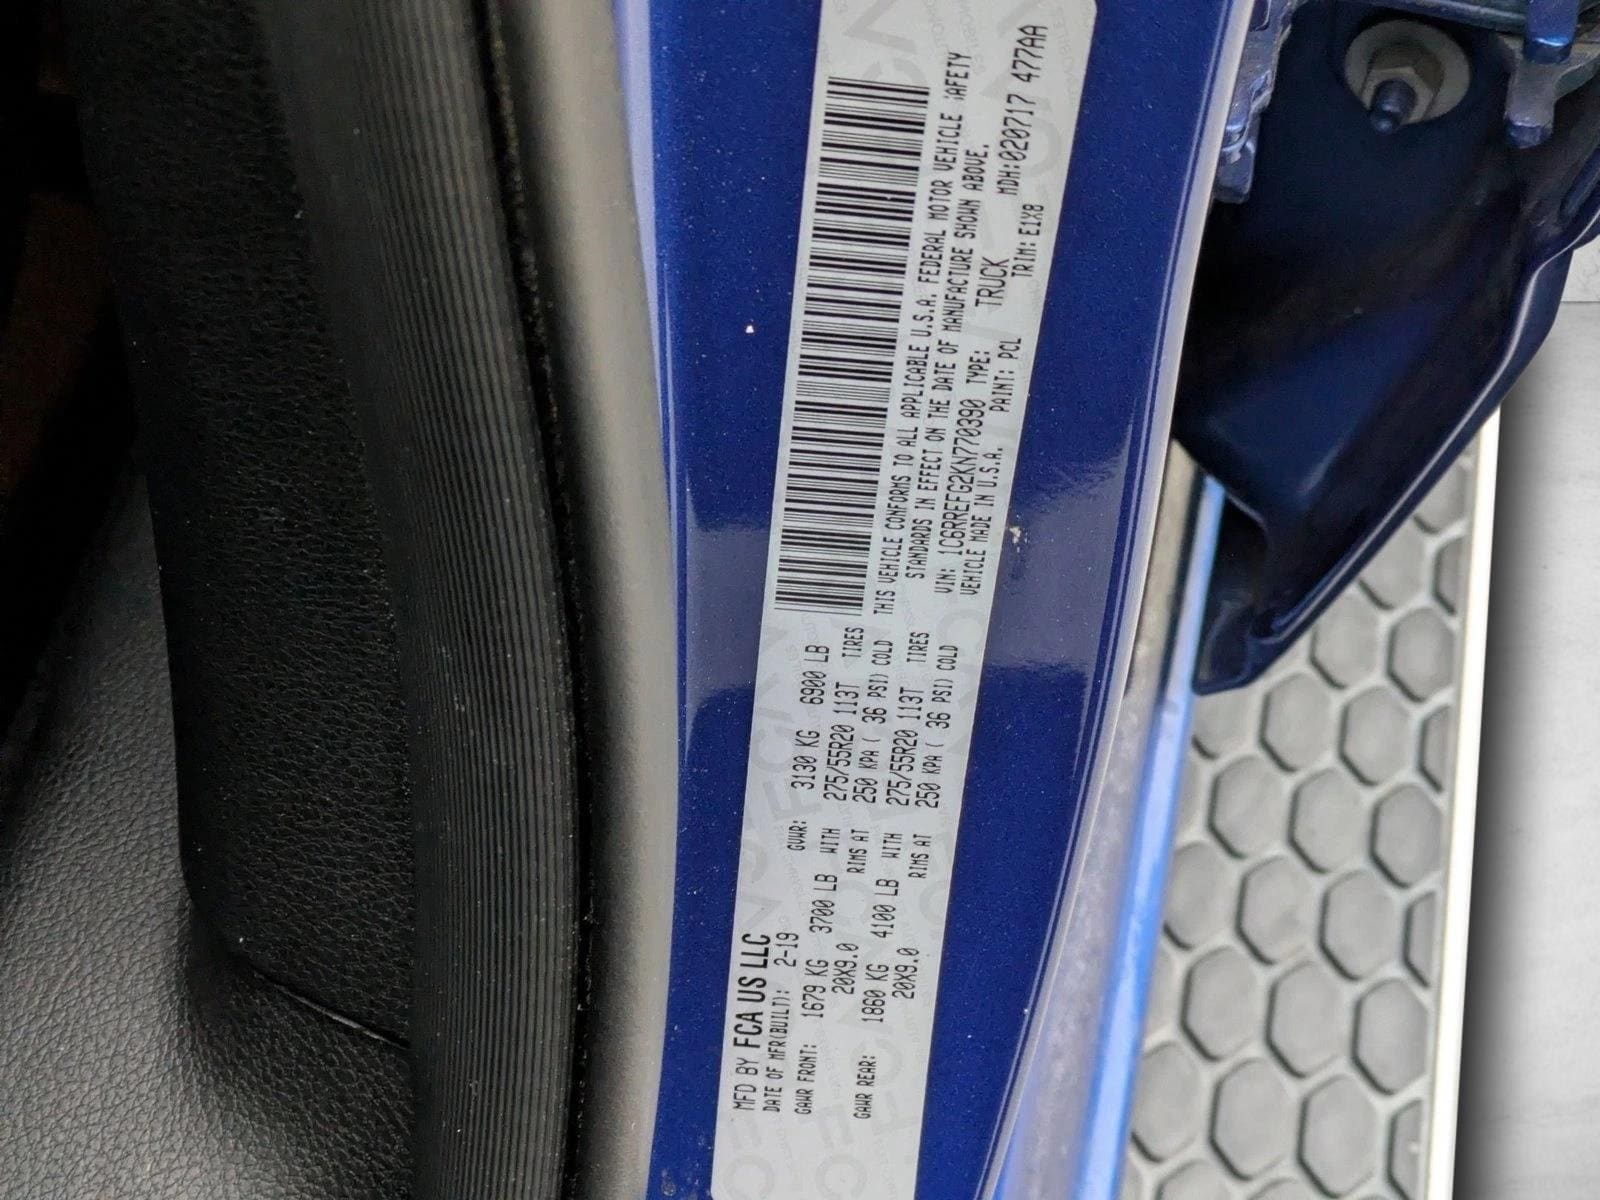 MFD BY FCA US LLC
DATE OF MFR(BUILT): 2-19 GVWR: 3130 KG 6900 LB
GAWR FRONT: 1679 KG 3700 LB WITH 275/55R20 113T TIRES
20X9.0 RIMS AT 250 KPA ( 36 PSI) COLD
GAWR REAR: 1860 KG 4100 LB WITH 275/55R20 113T TIRES
20X9.0 RIMS AT 250 KPA ( 36 PSI) COLD
THIS VEHICLE CONFORMS TO ALL APPLICABLE U.S.A. FEDERAL MOTOR VEHICLE SAFETY
STANDARDS IN EFFECT ON THE DATE OF MANUFACTURE SHOWN ABOVE.
VIN: 1C6RREFG2KN770390 TYPE: TRUCK MDH:020717 477AA
VEHICLE MADE IN U.S.A. PAINT: PCL TRIM: E1X8